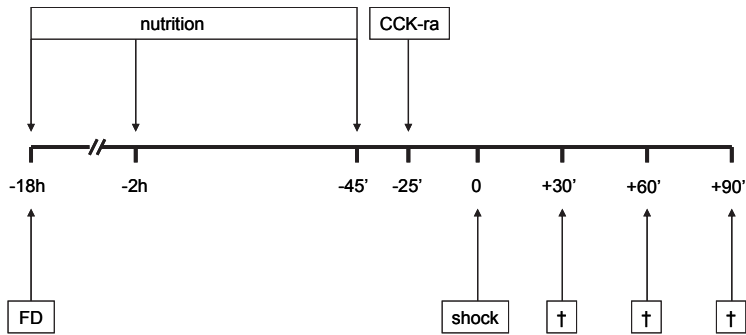 nutrition
CCK-ra
-18h
-2h
-45'
-25'
0
+30'
+60'
+90'
FD
shock
†
†
†